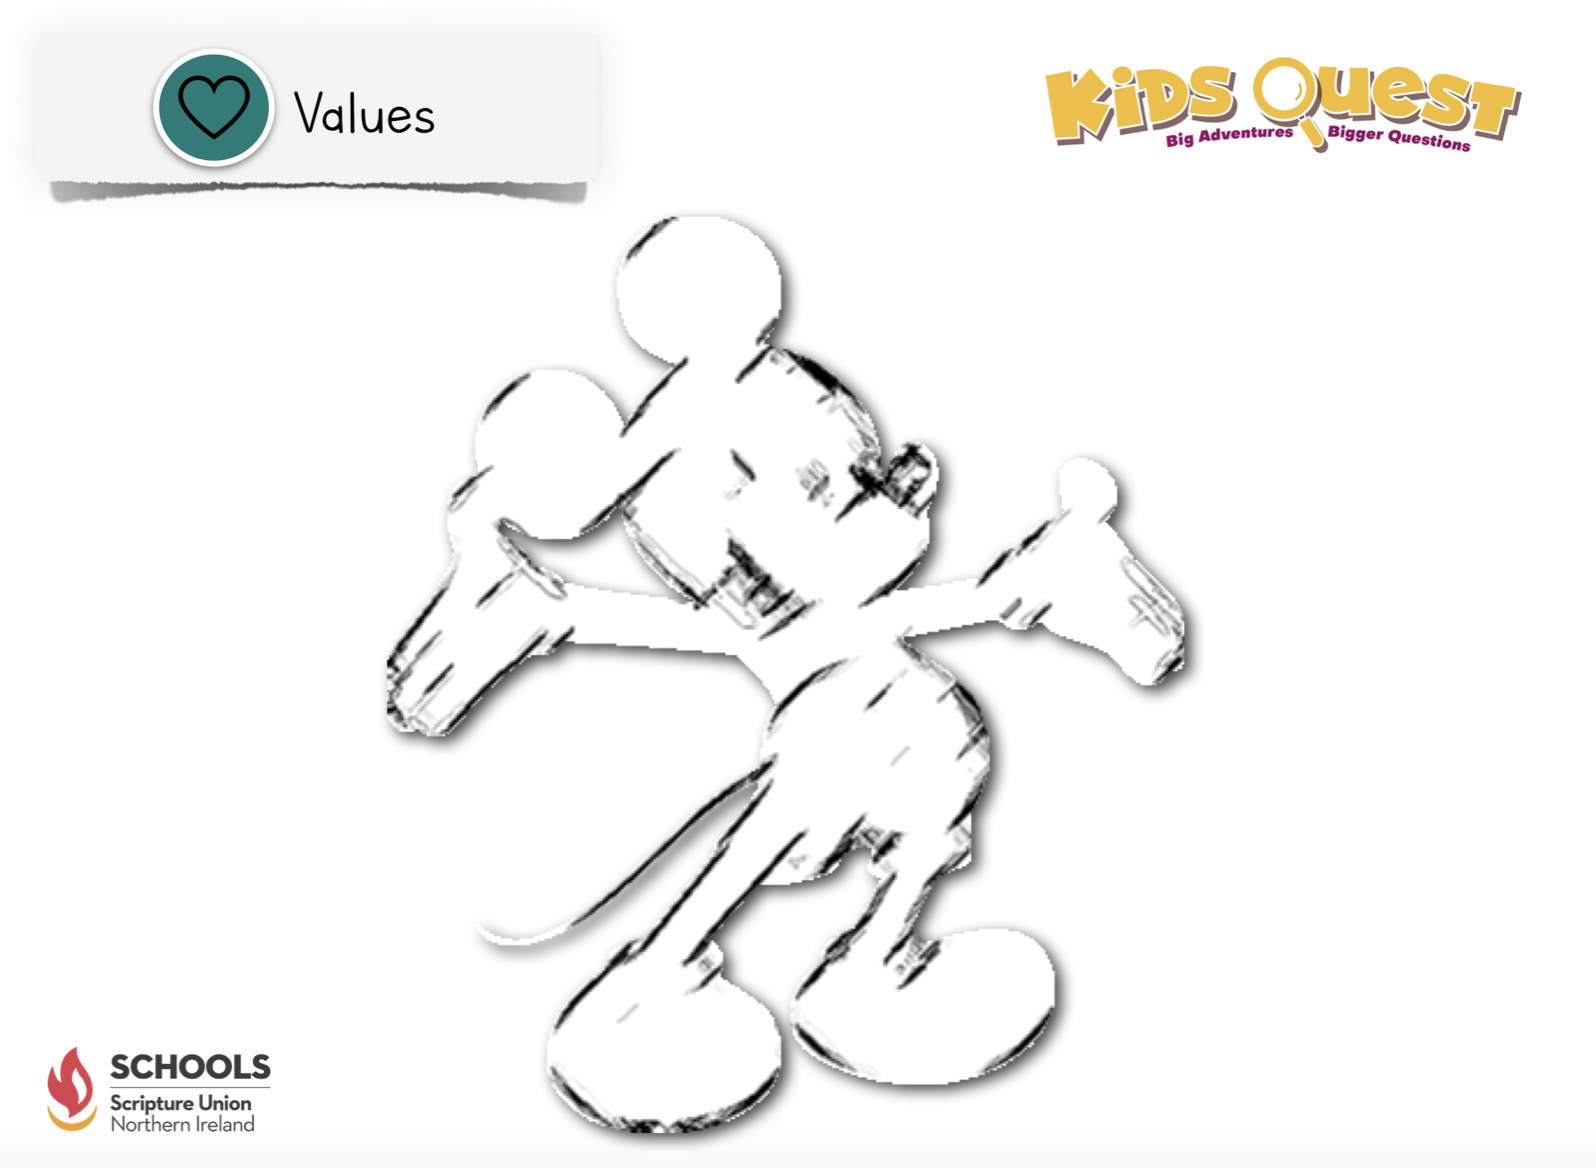 Values
KiDS QUEST
Big Adventures Bigger Questions
SCHOOLS
Scripture Union
Northern Ireland